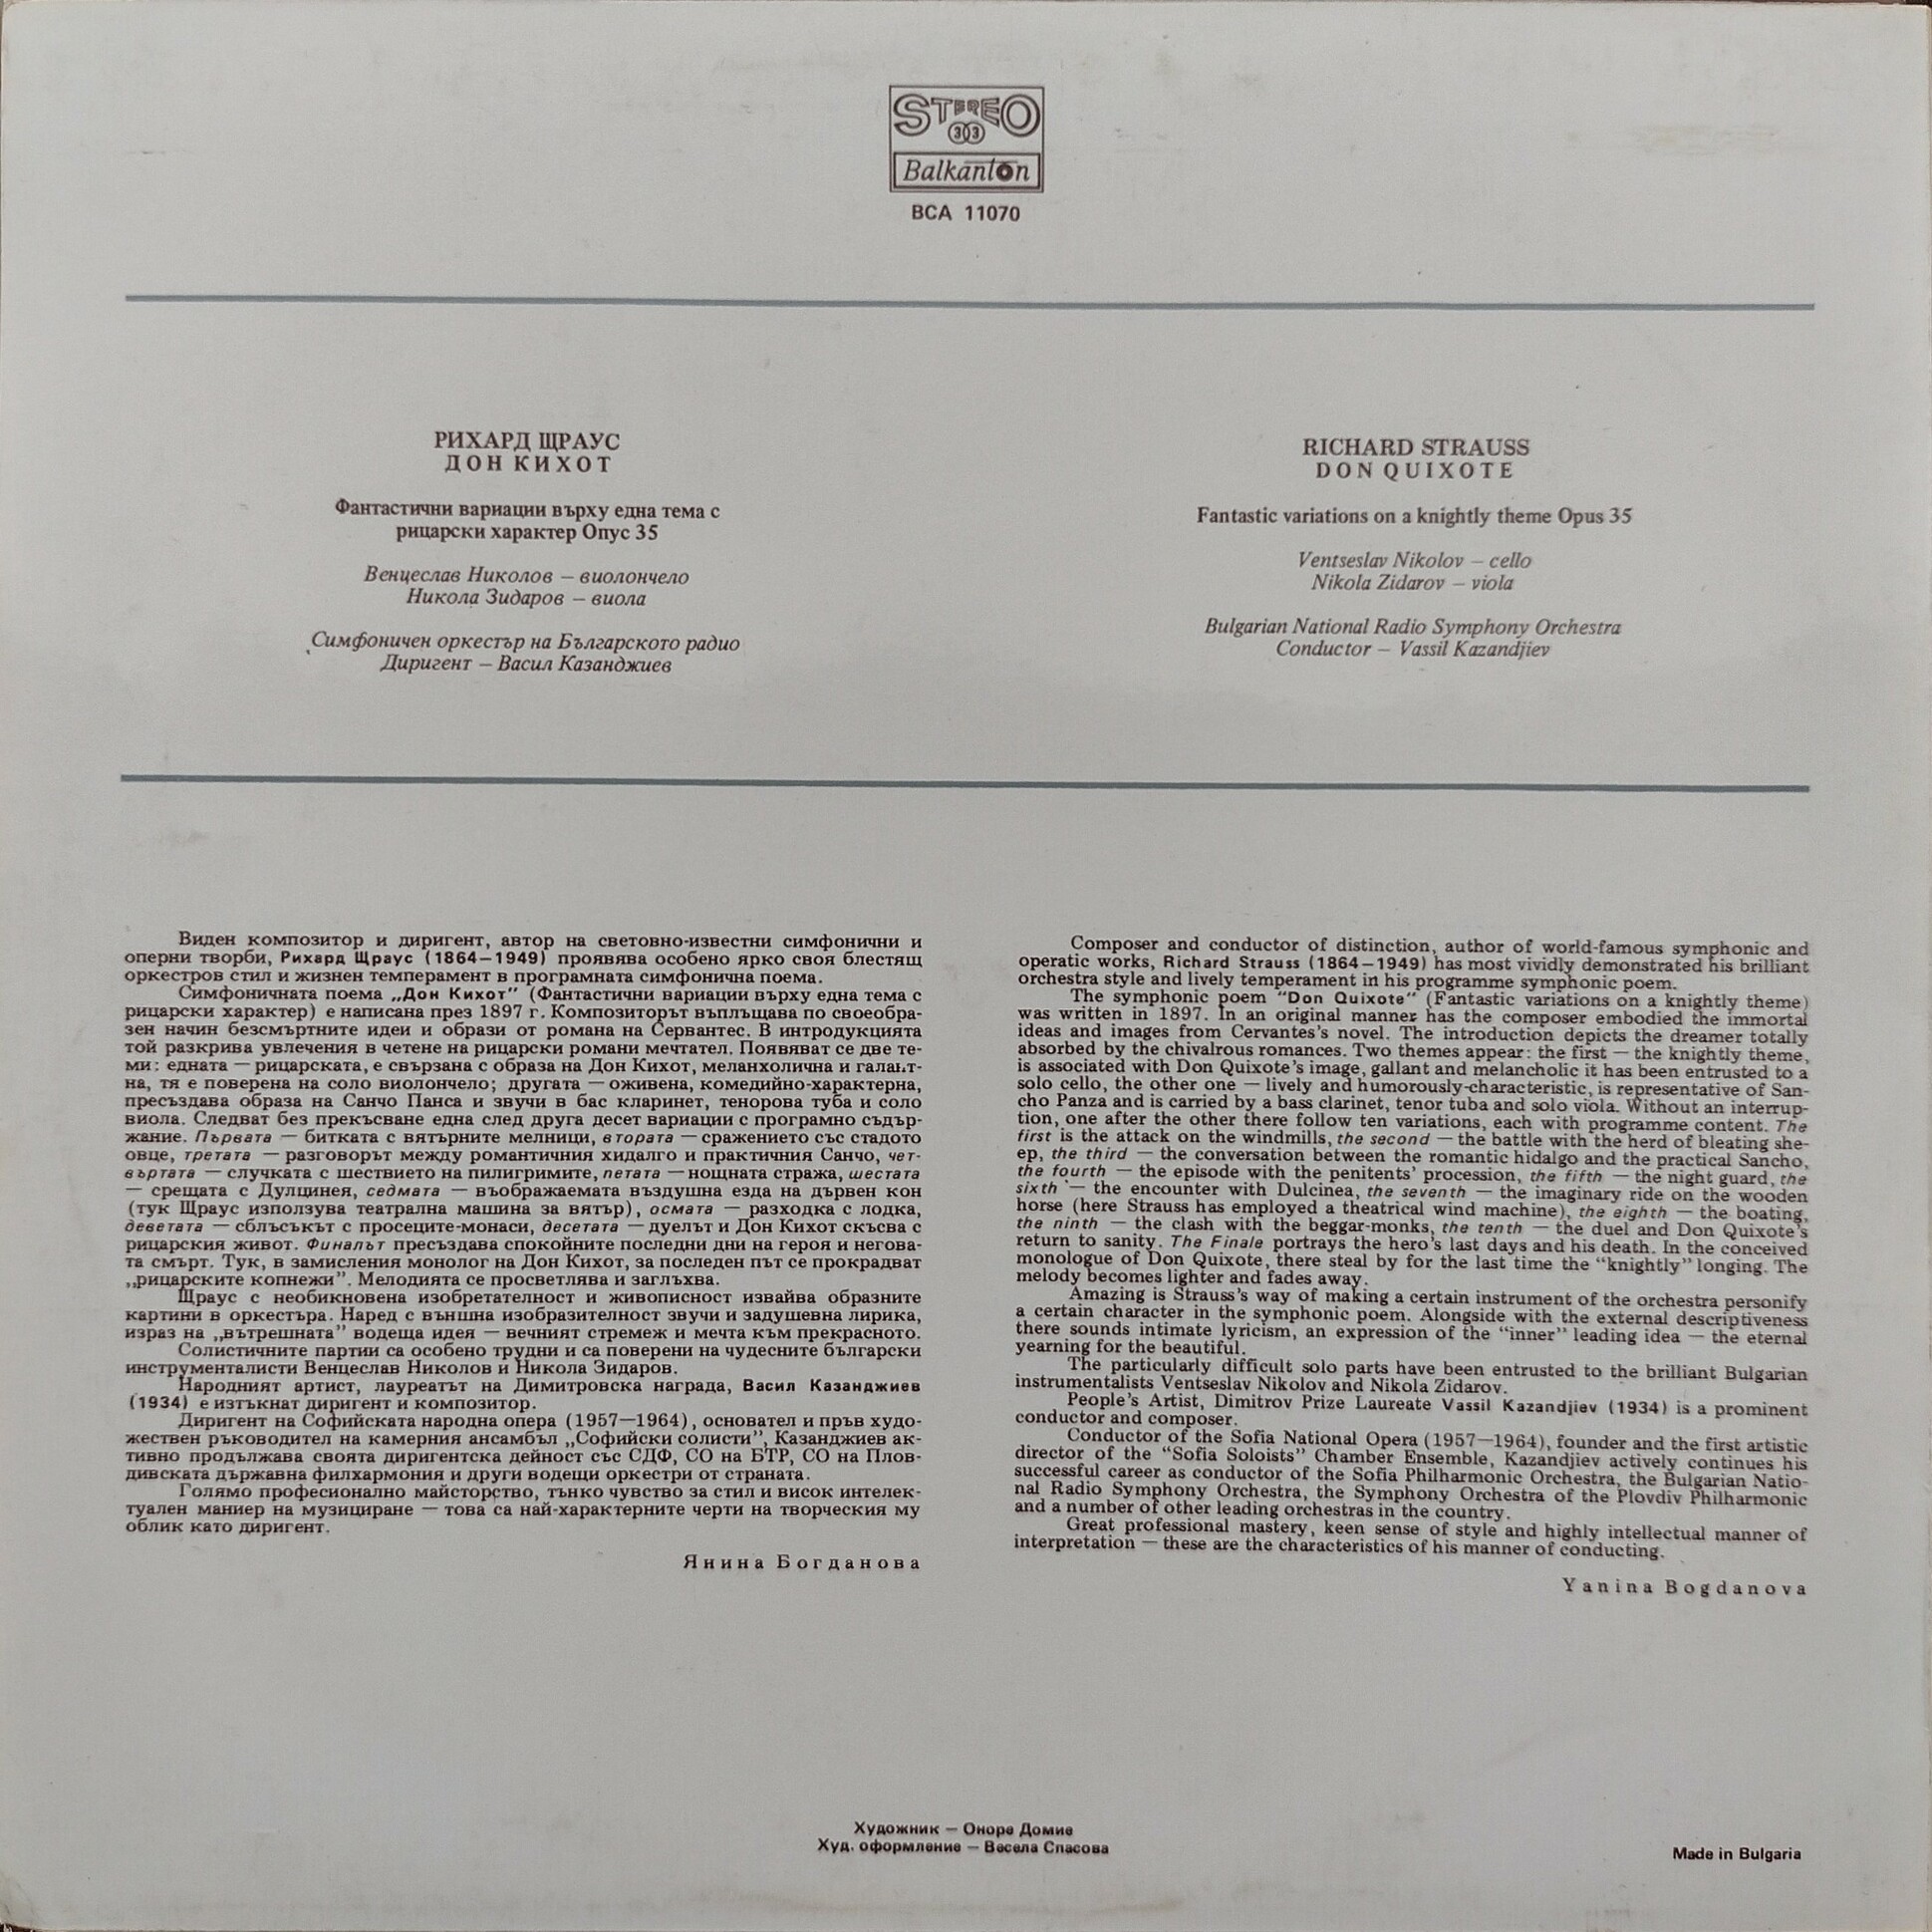 STEREO
33
Balkanton
BCA 11070
РИХАРД ЩРАУС
ДОН КИХОТ
Фантастични вариации върху една тема с
рицарски характер Опус 35
Венцеслав Николов – виолончело
Никола Зидаров – виола
Симфоничен оркестър на Българското радио
Диригент – Васил Казанджиев
RICHARD STRAUSS
DON QUIXOTE
Fantastic variations on a knightly theme Opus 35
Ventseslav Nikolov – cello
Nikola Zidarov – viola
Bulgarian National Radio Symphony Orchestra
Conductor – Vassil Kazandjiev
Виден композитор и диригент, автор на световно-известни симфонични и
оперни творби, Рихард Щраус (1864–1949) проявява особено ярко своя блестящ
оркестров стил и жизнен темперамент в програмната симфонична поема.
Симфоничната поема „Дон Кихот” (Фантастични вариации върху една тема с
рицарски характер) е написана през 1897 г. Композиторът въплъщава по своеобра-
зен начин безсмъртните идеи и образи от романа на Сервантес. В интродукцията
той разкрива увлечения в четене на рицарски романи мечтател. Появяват се две те-
ми: едната — рицарската, е свързана с образа на Дон Кихот, меланхолична и галант-
на, тя е поверена на соло виолончело; другата — оживена, комедийно-характерна,
пресъздава образа на Санчо Панса и звучи в бас кларинет, тенорова туба и соло
виола. Следват без прекъсване една след друга десет вариации с програмно съдър-
жание. Първата — битката с вятърните мелници, втората — сражението със стадото
овце, третата — разговорът между романтичния хидалго и практичния Санчо, чет-
въртата — случката с шествието на пилигримите, петата — нощната стража, шестата
— срещата с Дулцинея, седмата — въображаемата въздушна езда на дървен кон
(тук Щраус използува театрална машина за вятър), осмата — разходка с лодка,
деветата — сблъсъкът с просеците-монаси, десетата — дуелът и Дон Кихот скъсва с
рицарския живот. Финалът пресъздава спокойните последни дни на героя и негова-
та смърт. Тук, в замисления монолог на Дон Кихот, за последен път се прокрадват
„рицарските копнежи”. Мелодията се просветлява и заглъхва.
Щраус с необикновена изобретателност и живописност извайва образните
картини в оркестъра. Наред с външна изобразителност звучи и задушевна лирика,
израз на „вътрешната” водеща идея — вечният стремеж и мечта към прекрасното.
Солистичните партии са особено трудни и са поверени на чудесните български
инструменталисти Венцеслав Николов и Никола Зидаров.
Народният артист, лауреатът на Димитровска награда, Васил Казанджиев
(1934) е изтъкнат диригент и композитор.
Диригент на Софийската народна опера (1957—1964), основател и пръв худо-
жествен ръководител на камерния ансамбъл „Софийски солисти”, Казанджиев ак-
тивно продължава своята диригентска дейност със СДФ, СО на БТР, СО на Плов-
дивската държавна филхармония и други водещи оркестри от страната.
Голямо професионално майсторство, тънко чувство за стил и висок интелек-
туален маниер на музициране — това са най-характерните черти на творческия му
облик като диригент.
Янина Богданова
Composer and conductor of distinction, author of world-famous symphonic and
operatic works, Richard Strauss (1864–1949) has most vividly demonstrated his brilliant
orchestra style and lively temperament in his programme symphonic poem.
The symphonic poem “Don Quixote” (Fantastic variations on a knightly theme)
was written in 1897. In an original manner has the composer embodied the immortal
ideas and images from Cervantes's novel. The introduction depicts the dreamer totally
absorbed by the chivalrous romances. Two themes appear: the first — the knightly theme,
is associated with Don Quixote's image, gallant and melancholic it has been entrusted to a
solo cello, the other one — lively and humorously-characteristic, is representative of San-
cho Panza and is carried by a bass clarinet, tenor tuba and solo viola. Without an interrup-
tion, one after the other there follow ten variations, each with programme content. The
first is the attack on the windmills, the second — the battle with the herd of bleating she-
ep, the third — the conversation between the romantic hidalgo and the practical Sancho,
the fourth — the episode with the penitents' procession, the fifth — the night guard, the
sixth — the encounter with Dulcinea, the seventh — the imaginary ride on the wooden
horse (here Strauss has employed a theatrical wind machine), the eighth — the boating,
the ninth — the clash with the beggar-monks, the tenth — the duel and Don Quixote's
return to sanity. The Finale portrays the hero's last days and his death. In the conceived
monologue of Don Quixote, there steal by for the last time the “knightly” longing. The
melody becomes lighter and fades away.
Amazing is Strauss's way of making a certain instrument of the orchestra personify
a certain character in the symphonic poem. Alongside with the external descriptiveness
there sounds intimate lyricism, an expression of the “inner” leading idea — the eternal
yearning for the beautiful.
The particularly difficult solo parts have been entrusted to the brilliant Bulgarian
instrumentalists Ventseslav Nikolov and Nikola Zidarov.
People's Artist, Dimitrov Prize Laureate Vassil Kazandjiev (1934) is a prominent
conductor and composer.
Conductor of the Sofia National Opera (1957—1964), founder and the first artistic
director of the “Sofia Soloists” Chamber Ensemble, Kazandjiev actively continues his
successful career as conductor of the Sofia Philharmonic Orchestra, the Bulgarian Natio-
nal Radio Symphony Orchestra, the Symphony Orchestra of the Plovdiv Philharmonic
and a number of other leading orchestras in the country.
Great professional mastery, keen sense of style and highly intellectual manner of
interpretation — these are the characteristics of his manner of conducting.
Yanina Bogdanova
Художник — Оноре Домие
Худ. оформление — Весела Спасова
Made in Bulgaria